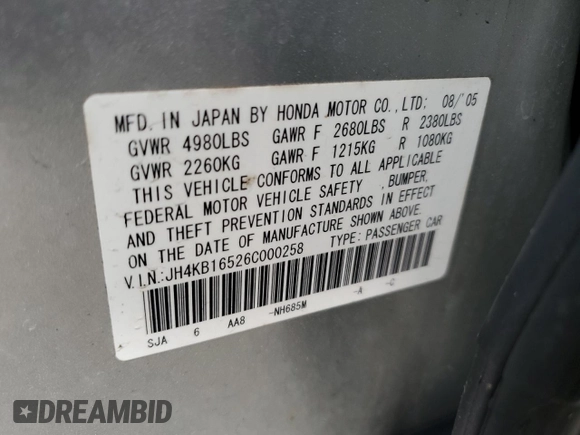 MFD. IN JAPAN BY HONDA MOTOR CO., LTD: 08/'05
GVWR 4980LBS GAWR F 2680LBS R 2380LBS
GVWR 2260KG GAWR F 1215KG R 1080KG
THIS VEHICLE CONFORMS TO ALL APPLICABLE
FEDERAL MOTOR VEHICLE SAFETY , BUMPER,
AND THEFT PREVENTION STANDARDS IN EFFECT
ON THE DATE OF MANUFACTURE SHOWN ABOVE.
V.I.N.:JH4KB16526C000258 TYPE: PASSENGER CAR
SJA 6 AA8 -NH685M -A -C
DREAMBID